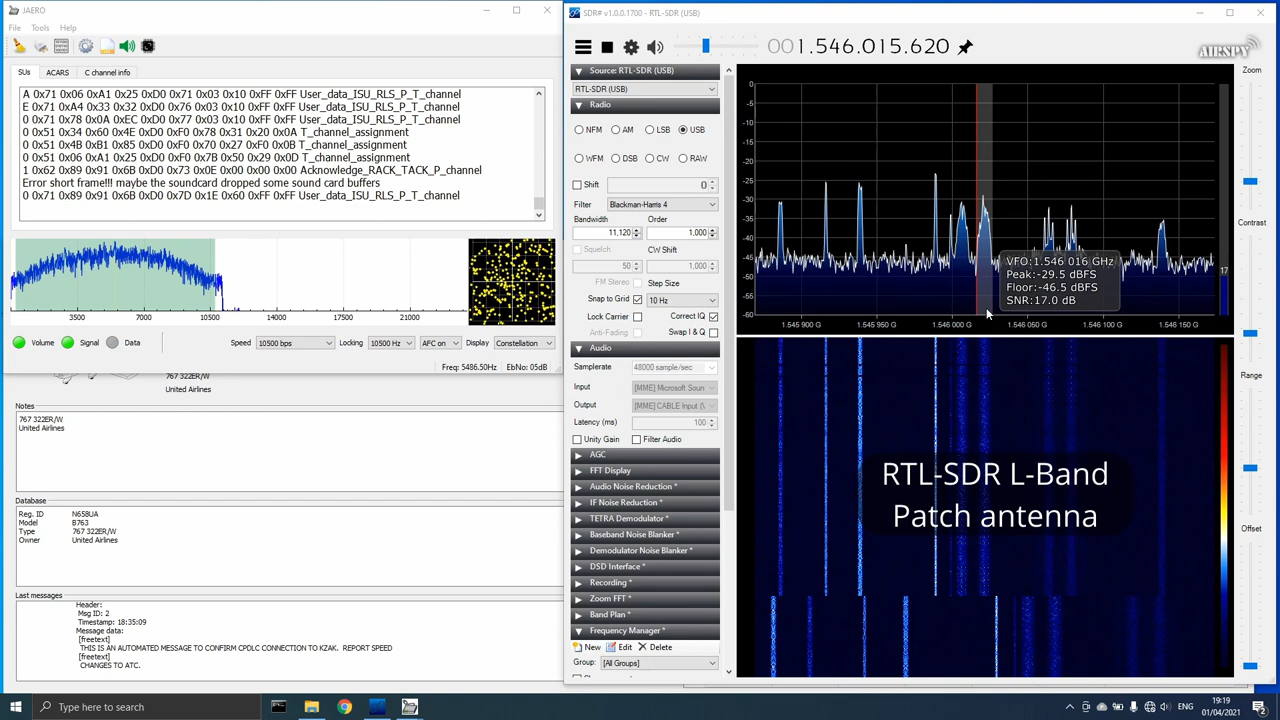 JAERO
File Tools Help
SUs ACARS C channel info
A 0x71 0x06 0xA1 0x25 0xD0 0x71 0x03 0x10 0xFF 0xFF User_data_ISU_RLS_P_T_channel
E 0x71 0xA4 0x33 0x32 0xD0 0x76 0x03 0x10 0xFF 0xFF User_data_ISU_RLS_P_T_channel
0 0x71 0x78 0x0A 0xEC 0xD0 0x77 0x03 0x10 0xFF 0xFF User_data_ISU_RLS_P_T_channel
0 0x51 0x34 0x60 0x4E 0xD0 0xF0 0x78 0x31 0x20 0x0A T_channel_assignment
0 0x51 0x4B 0xB1 0x85 0xD0 0xF0 0x70 0x27 0xF0 0x0B T_channel_assignment
0 0x51 0x06 0xA1 0x25 0xD0 0xF0 0x7B 0x50 0x29 0x0D T_channel_assignment
1 0x62 0x89 0x91 0x6B 0xD0 0x73 0x0E 0x00 0x00 0x00 Acknowledge_RACK_TACK_P_channel
Error short frame!!! maybe the soundcard dropped some sound card buffers
0 0x71 0x89 0x91 0x6B 0xD0 0x7D 0x1E 0x60 0xFF 0xFF User_data_ISU_RLS_P_T_channel
3500 7000 10500 14000 17500 21000
Volume Signal Data Speed 10500 bps Locking 10500 Hz AFC on Display Constellation
Freq: 5486.50Hz EbNo: 05dB
767 322ER/W
United Airlines
Notes
767 322ER/W
United Airlines
Database
Reg. ID N658UA
Model B763
Type 767 322ER/W
Owner United Airlines
Last messages
Header:
Msg ID: 2
Timestamp: 18:35:09
Message data:
[freetext]
THIS IS AN AUTOMATED MESSAGE TO CONFIRM CPDLC CONNECTION TO KZAK. REPORT SPEED
[freetext]
CHANGES TO ATC.
SDR# v1.0.0.1700 - RTL-SDR (USB)
001.546.015.620
AIRSPY
Source: RTL-SDR (USB)
RTL-SDR (USB)
Radio
NFM AM LSB USB
WFM DSB CW RAW
Shift 0
Filter Blackman-Harris 4
Bandwidth Order
11,120 1,000
Squelch CW Shift
50 1,000
FM Stereo Step Size
Snap to Grid 10 Hz
Lock Carrier Correct IQ
Anti-Fading Swap I & Q
Audio
Samplerate 48000 sample/sec
Input [MME] Microsoft Soun
Output [MME] CABLE Input (V
Latency (ms) 100
Unity Gain Filter Audio
AGC
FFT Display
Audio Noise Reduction *
IF Noise Reduction *
TETRA Demodulator *
Baseband Noise Blanker *
Demodulator Noise Blanker *
DSD Interface *
Recording *
Zoom FFT *
Band Plan *
Frequency Manager *
New Edit Delete
Group: [All Groups]
0
-5
-10
-15
-20
-25
-30
-35
-40
-45
-50
-55
-60
1.545 900 G 1.545 950 G 1.546 000 G 1.546 050 G 1.546 100 G 1.546 150 G
VFO:1.546 016 GHz
Peak:-29.5 dBFS
Floor:-46.5 dBFS
SNR:17.0 dB
17
RTL-SDR L-Band
Patch antenna
Zoom
Contrast
Range
Offset
Type here to search
ENG
19:19
01/04/2021
2